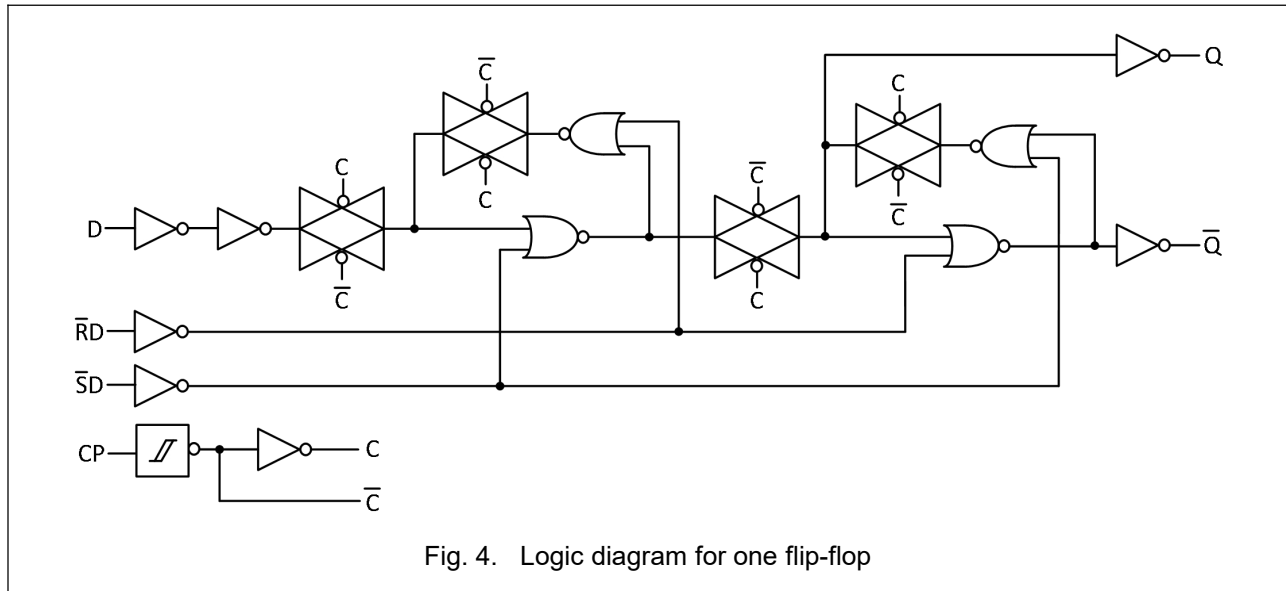 Q
C̅
C
C
C
C̅
C̅
D
Q̅
C
C̅
C
R̅D
S̅D
CP
C
C̅
Fig. 4. Logic diagram for one flip-flop